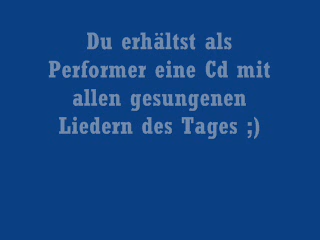 Du erhältst als
Performer eine Cd mit
allen gesungenen
Liedern des Tages ;)